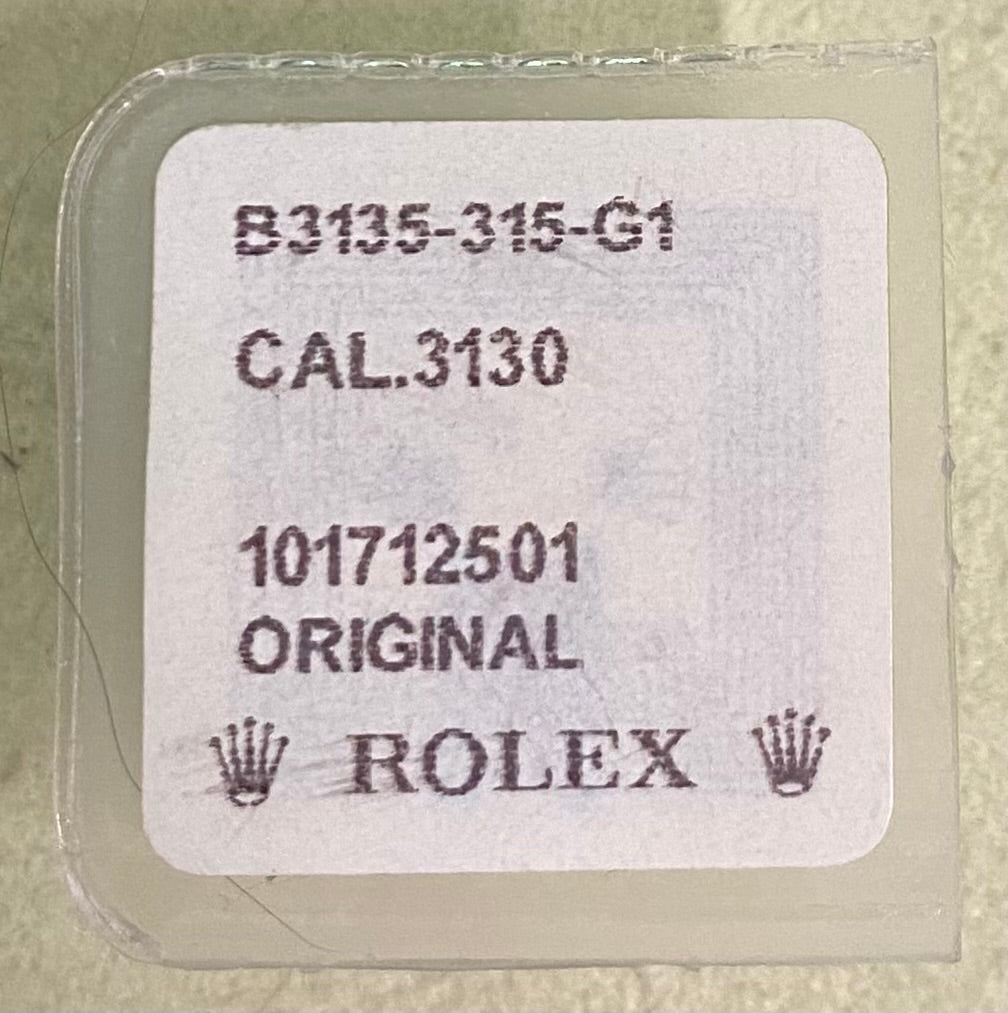 B3135-315-G1
CAL.3130
101712501
ORIGINAL
ROLEX